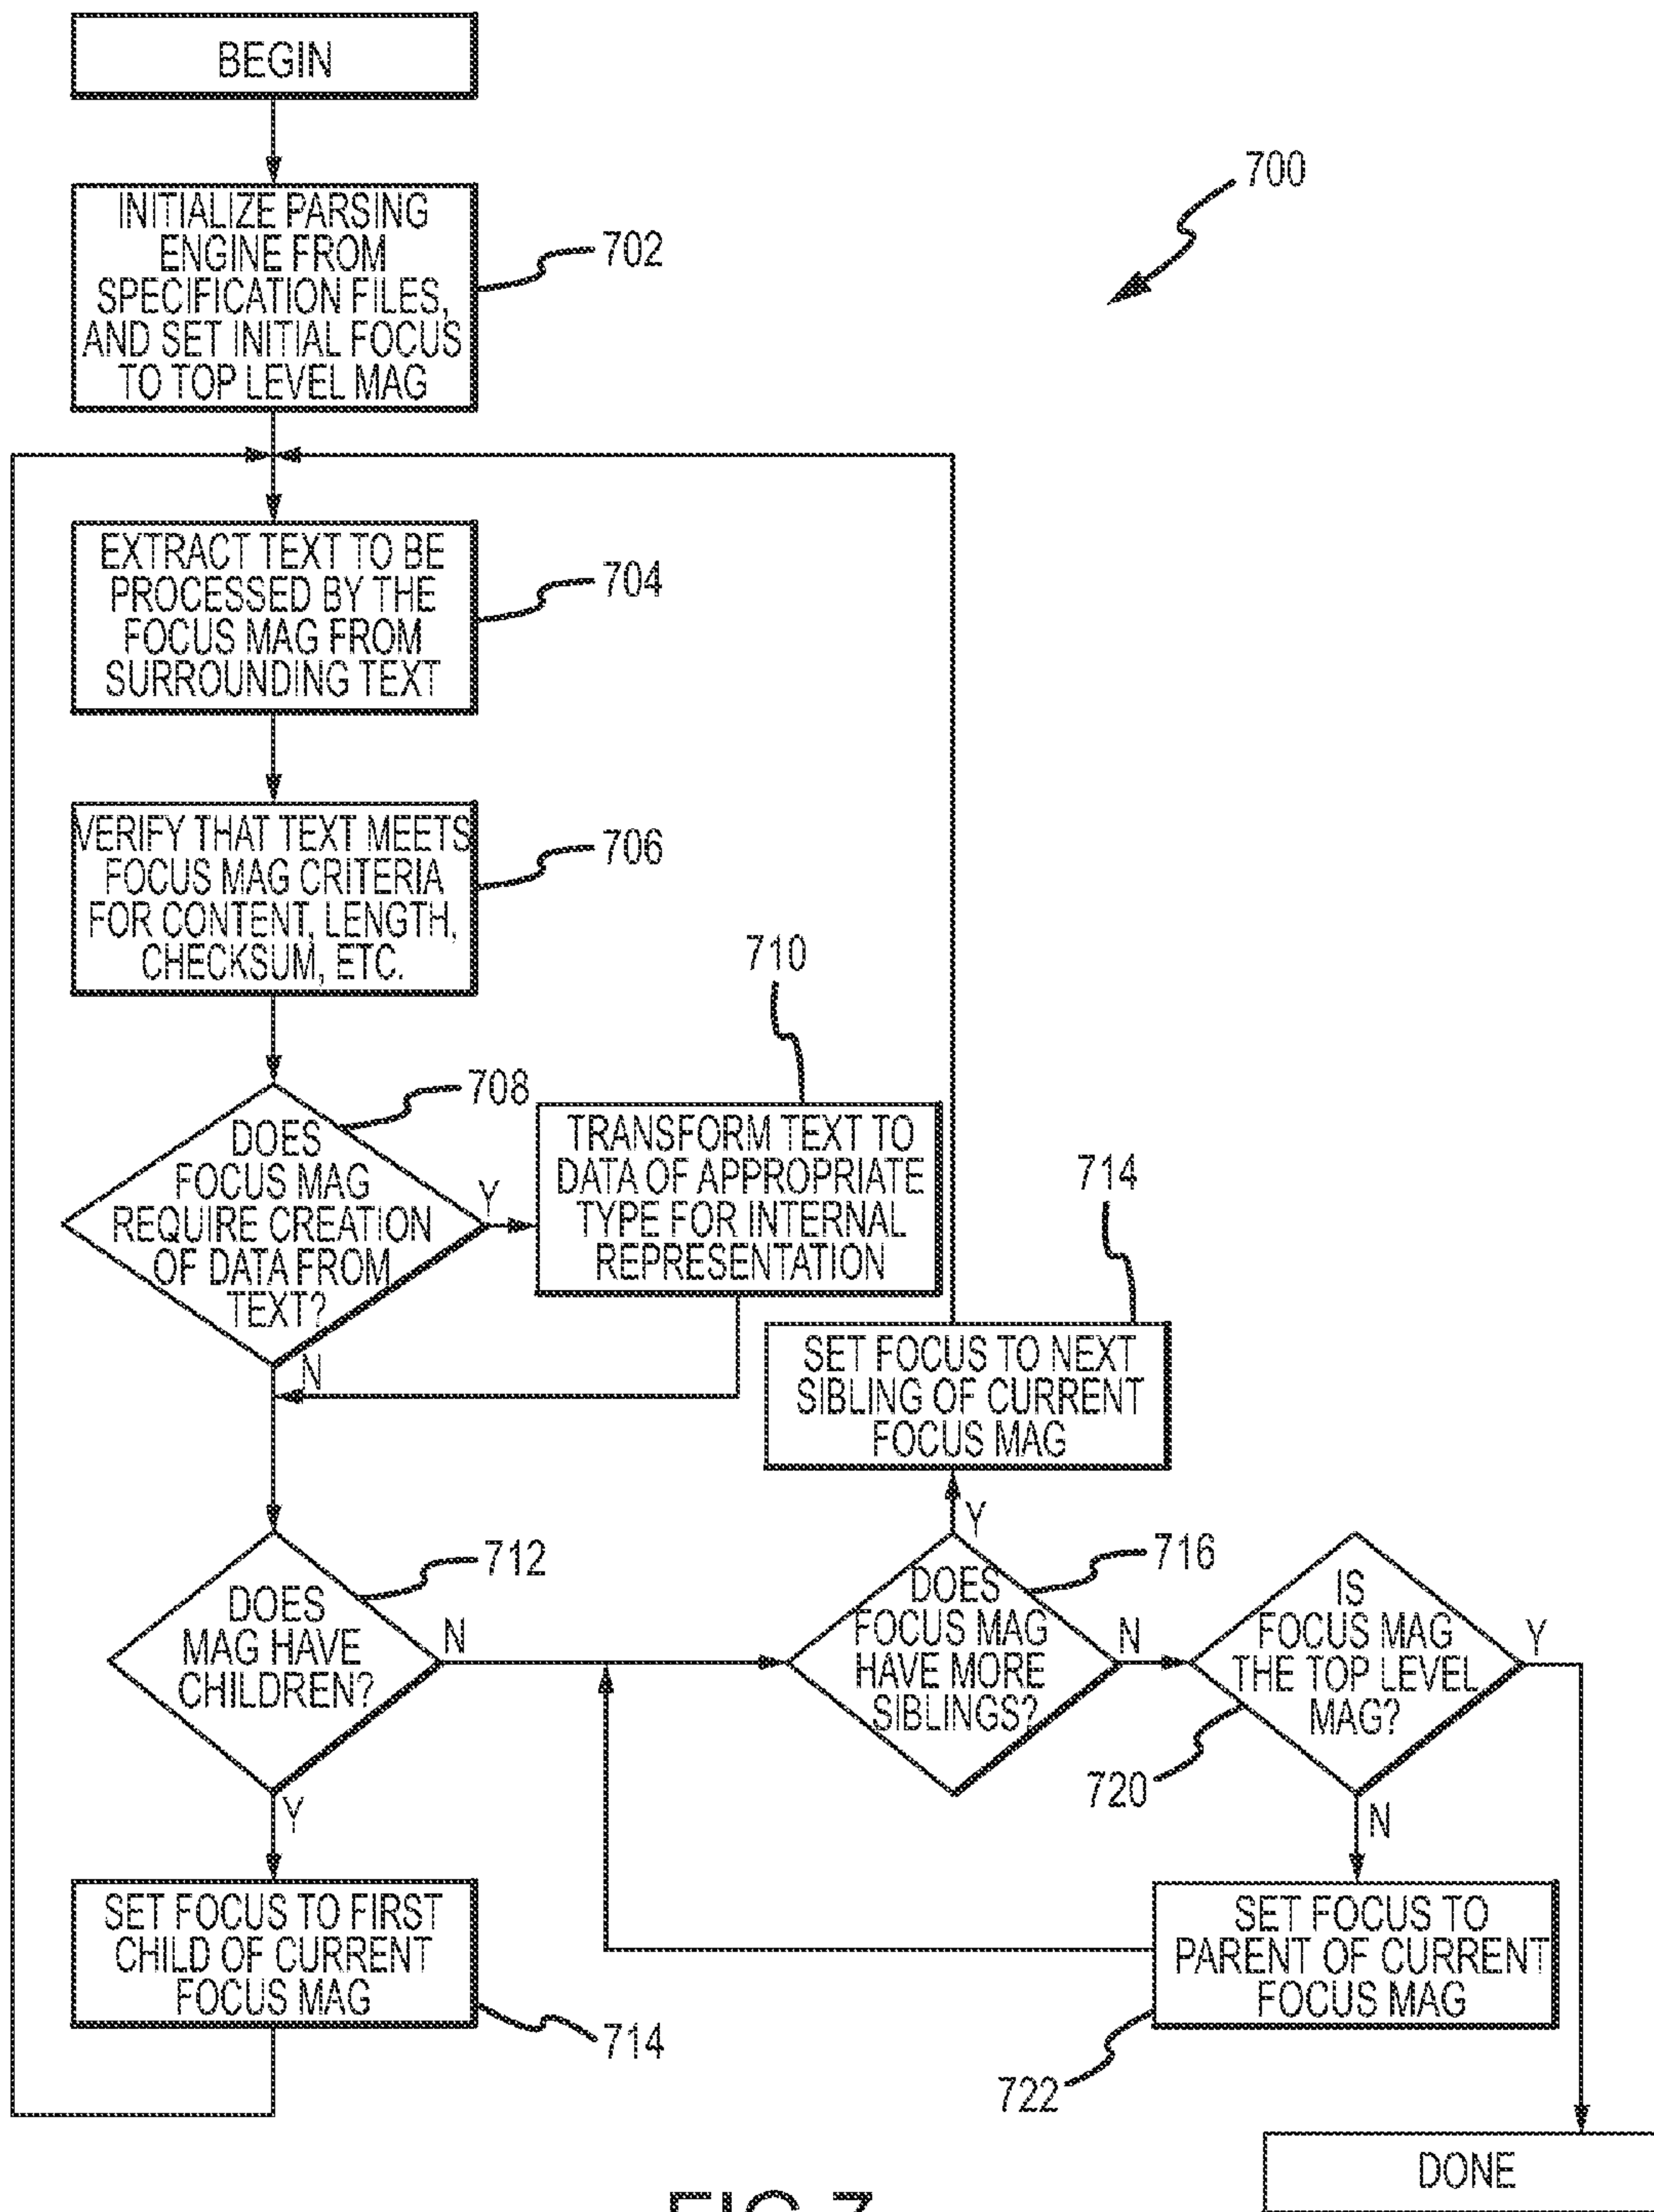 BEGIN
700
INITIALIZE PARSING
ENGINE FROM
SPECIFICATION FILES,
AND SET INITIAL FOCUS
TO TOP LEVEL MAG
702
EXTRACT TEXT TO BE
PROCESSED BY THE
FOCUS MAG FROM
SURROUNDING TEXT
704
VERIFY THAT TEXT MEETS
FOCUS MAG CRITERIA
FOR CONTENT, LENGTH,
CHECKSUM, ETC.
706
DOES
FOCUS MAG
REQUIRE CREATION
OF DATA FROM
TEXT?
708
Y
N
710
TRANSFORM TEXT TO
DATA OF APPROPRIATE
TYPE FOR INTERNAL
REPRESENTATION
714
SET FOCUS TO NEXT
SIBLING OF CURRENT
FOCUS MAG
Y
DOES
MAG HAVE
CHILDREN?
712
N
Y
DOES
FOCUS MAG
HAVE MORE
SIBLINGS?
716
N
IS
FOCUS MAG
THE TOP LEVEL
MAG?
720
Y
N
SET FOCUS TO FIRST
CHILD OF CURRENT
FOCUS MAG
714
SET FOCUS TO
PARENT OF CURRENT
FOCUS MAG
722
DONE
FIG.7